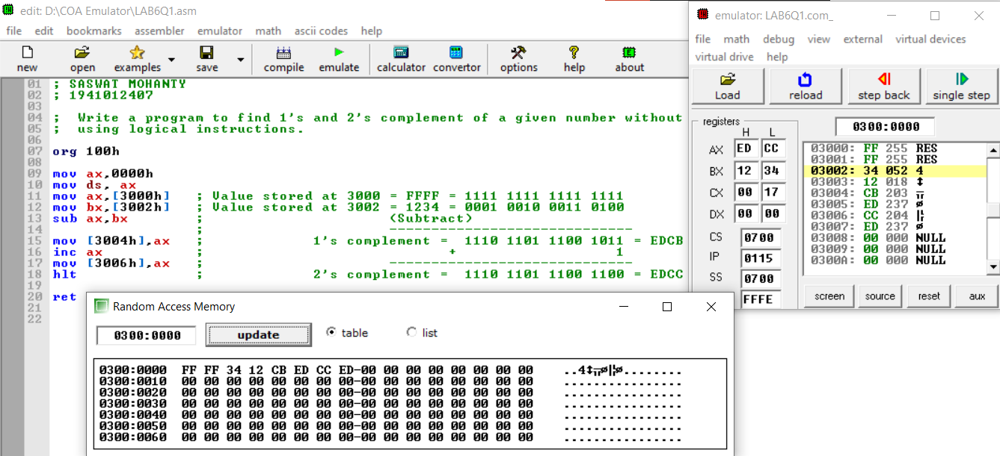 edit: D:\COA Emulator\LAB6Q1.asm
file edit bookmarks assembler emulator math ascii codes help
new open examples save compile emulate calculator convertor options help about
01 ; SASWAT MOHANTY
02 ; 1941012407
03
04 ;  Write a program to find 1's and 2's complement of a given number without
05 ;  using logical instructions.
06
07 org 100h
08
09 mov ax,0000h
10 mov ds, ax
11 mov ax,[3000h] ; Value stored at 3000 = FFFF = 1111 1111 1111 1111
12 mov bx,[3002h] ; Value stored at 3002 = 1234 = 0001 0010 0011 0100
13 sub ax,bx ; (Subtract)
14 ; -----------------------------
15 mov [3004h],ax ; 1's complement = 1110 1101 1100 1011 = EDCB
16 inc ax ; + 1
17 mov [3006h],ax ; -----------------------------
18 hlt ; 2's complement = 1110 1101 1100 1100 = EDCC
19
20 ret
21
22
emulator: LAB6Q1.com_
file math debug view external virtual devices
virtual drive help
Load reload step back single step
registers
H L
AX ED CC
BX 12 34
CX 00 17
DX 00 00
CS 0700
IP 0115
SS 0700
FFFE
0300:0000
03000: FF 255 RES
03001: FF 255 RES
03002: 34 052 4
03003: 12 018 ↕
03004: CB 203 ╦
03005: ED 237 ø
03006: CC 204 ╠
03007: ED 237 ø
03008: 00 000 NULL
03009: 00 000 NULL
0300A: 00 000 NULL
screen source reset aux
Random Access Memory
0300:0000 update table list
0300:0000 FF FF 34 12 CB ED CC ED-00 00 00 00 00 00 00 00 ..4↕╦ø╠ø........
0300:0010 00 00 00 00 00 00 00 00-00 00 00 00 00 00 00 00 ................
0300:0020 00 00 00 00 00 00 00 00-00 00 00 00 00 00 00 00 ................
0300:0030 00 00 00 00 00 00 00 00-00 00 00 00 00 00 00 00 ................
0300:0040 00 00 00 00 00 00 00 00-00 00 00 00 00 00 00 00 ................
0300:0050 00 00 00 00 00 00 00 00-00 00 00 00 00 00 00 00 ................
0300:0060 00 00 00 00 00 00 00 00-00 00 00 00 00 00 00 00 ................